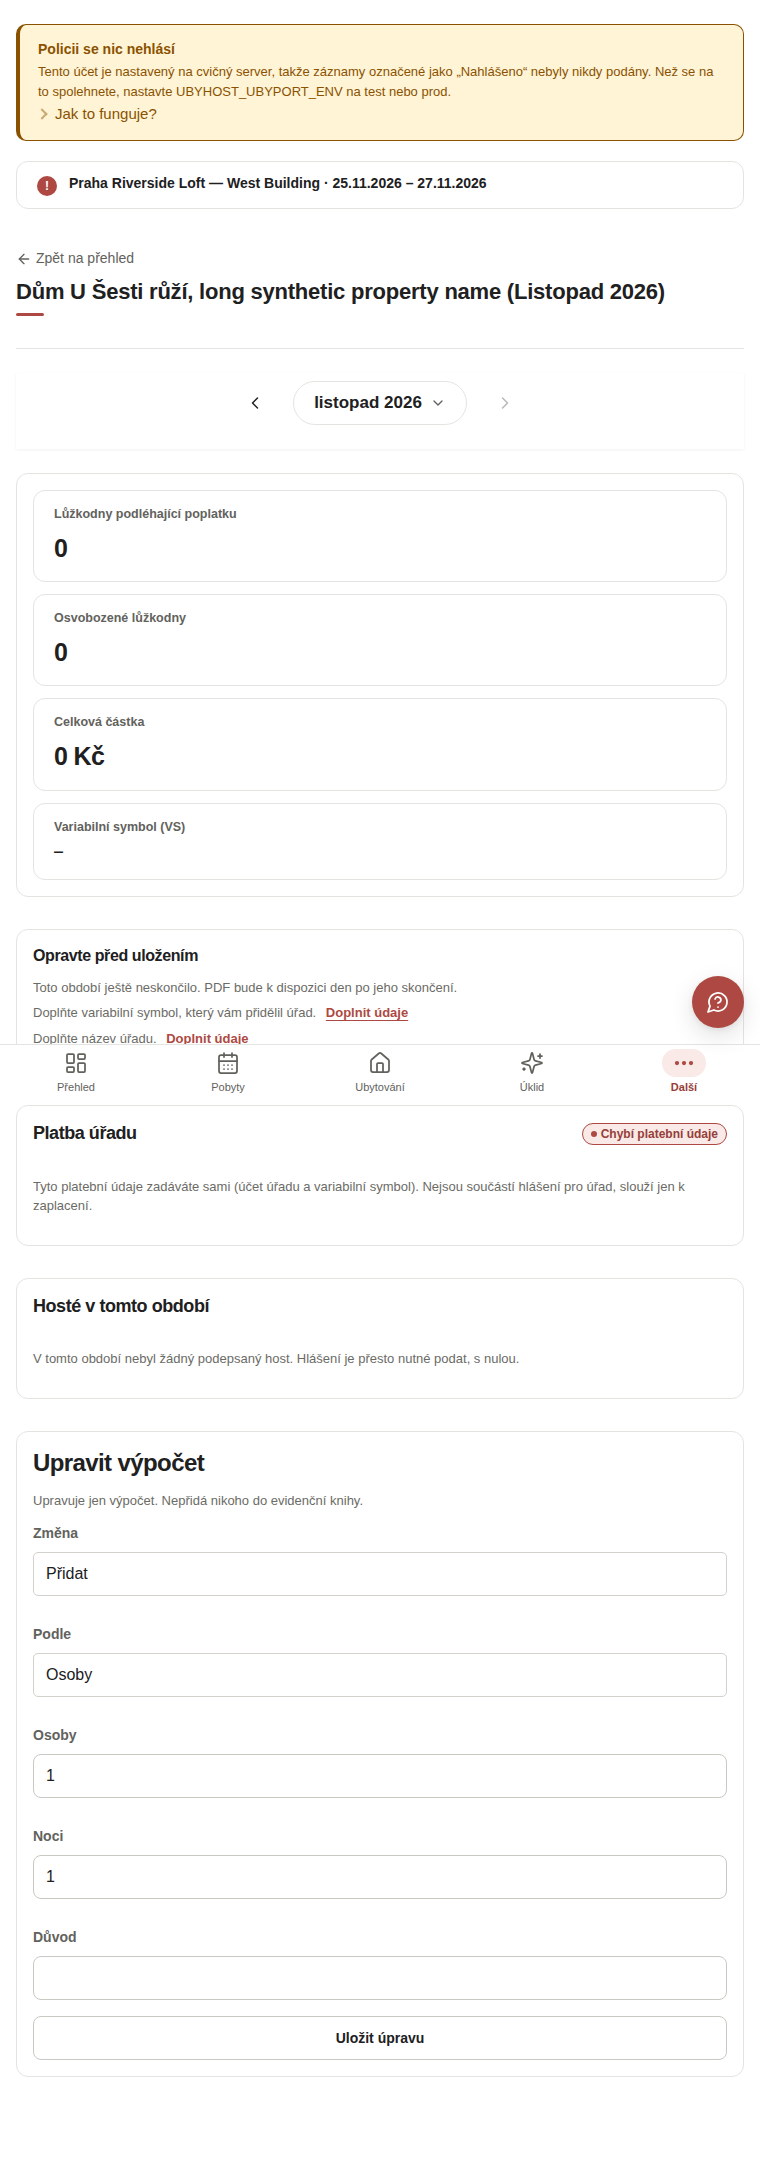 Policii se nic nehlásí
Tento účet je nastavený na cvičný server, takže záznamy označené jako „Nahlášeno“ nebyly nikdy podány. Než se na
to spolehnete, nastavte UBYHOST_UBYPORT_ENV na test nebo prod.
Jak to funguje?
!
Praha Riverside Loft — West Building · 25.11.2026 – 27.11.2026
Zpět na přehled
Dům U Šesti růží, long synthetic property name (Listopad 2026)
listopad 2026
Lůžkodny podléhající poplatku
0
Osvobozené lůžkodny
0
Celková částka
0 Kč
Variabilní symbol (VS)
–
Opravte před uložením
Toto období ještě neskončilo. PDF bude k dispozici den po jeho skončení.
Doplňte variabilní symbol, který vám přidělil úřad. Doplnit údaje
Doplňte název úřadu. Doplnit údaje
Přehled
Pobyty
Ubytování
Úklid
Další
Platba úřadu
Chybí platební údaje
Tyto platební údaje zadáváte sami (účet úřadu a variabilní symbol). Nejsou součástí hlášení pro úřad, slouží jen k
zaplacení.
Hosté v tomto období
V tomto období nebyl žádný podepsaný host. Hlášení je přesto nutné podat, s nulou.
Upravit výpočet
Upravuje jen výpočet. Nepřidá nikoho do evidenční knihy.
Změna
Přidat
Podle
Osoby
Osoby
1
Noci
1
Důvod
Uložit úpravu